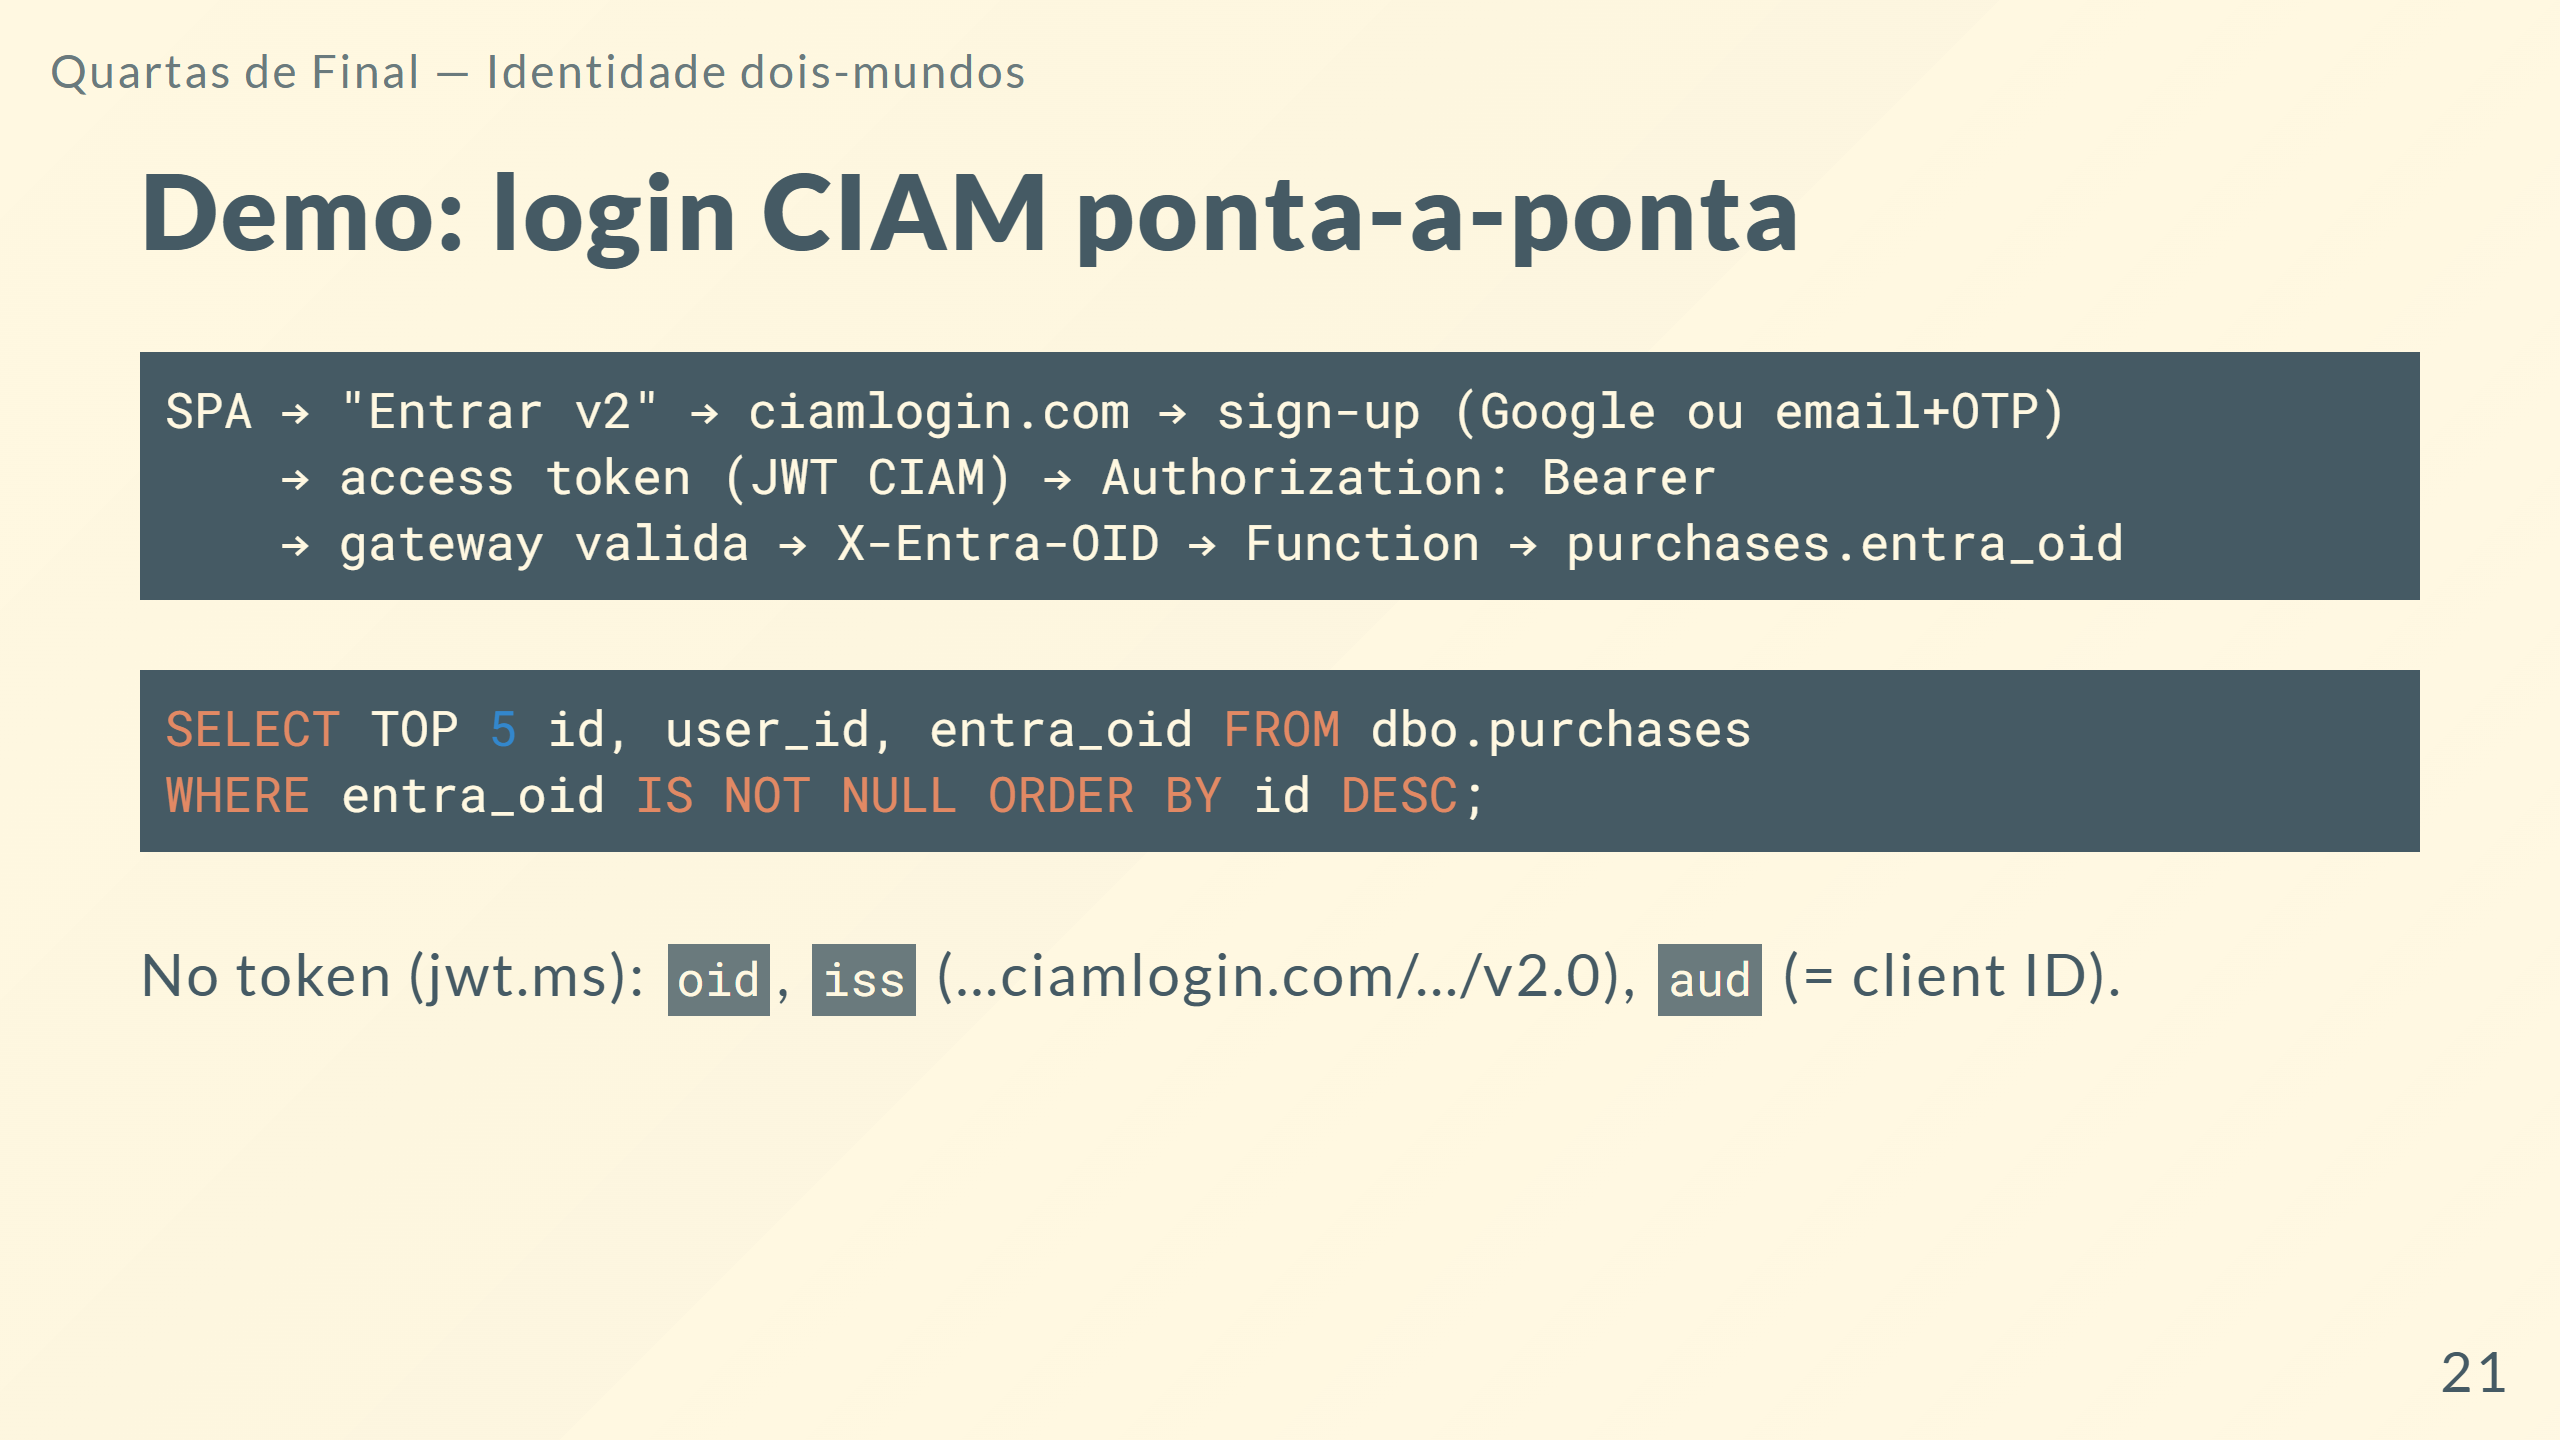 Quartas de Final — Identidade dois-mundos
Demo: login CIAM ponta-a-ponta
SPA → "Entrar v2" → ciamlogin.com → sign-up (Google ou email+OTP)
→ access token (JWT CIAM) → Authorization: Bearer
→ gateway valida → X-Entra-OID → Function → purchases.entra_oid
SELECT TOP 5 id, user_id, entra_oid FROM dbo.purchases
WHERE entra_oid IS NOT NULL ORDER BY id DESC;
No token (jwt.ms): oid, iss (...ciamlogin.com/.../v2.0), aud (= client ID).
21